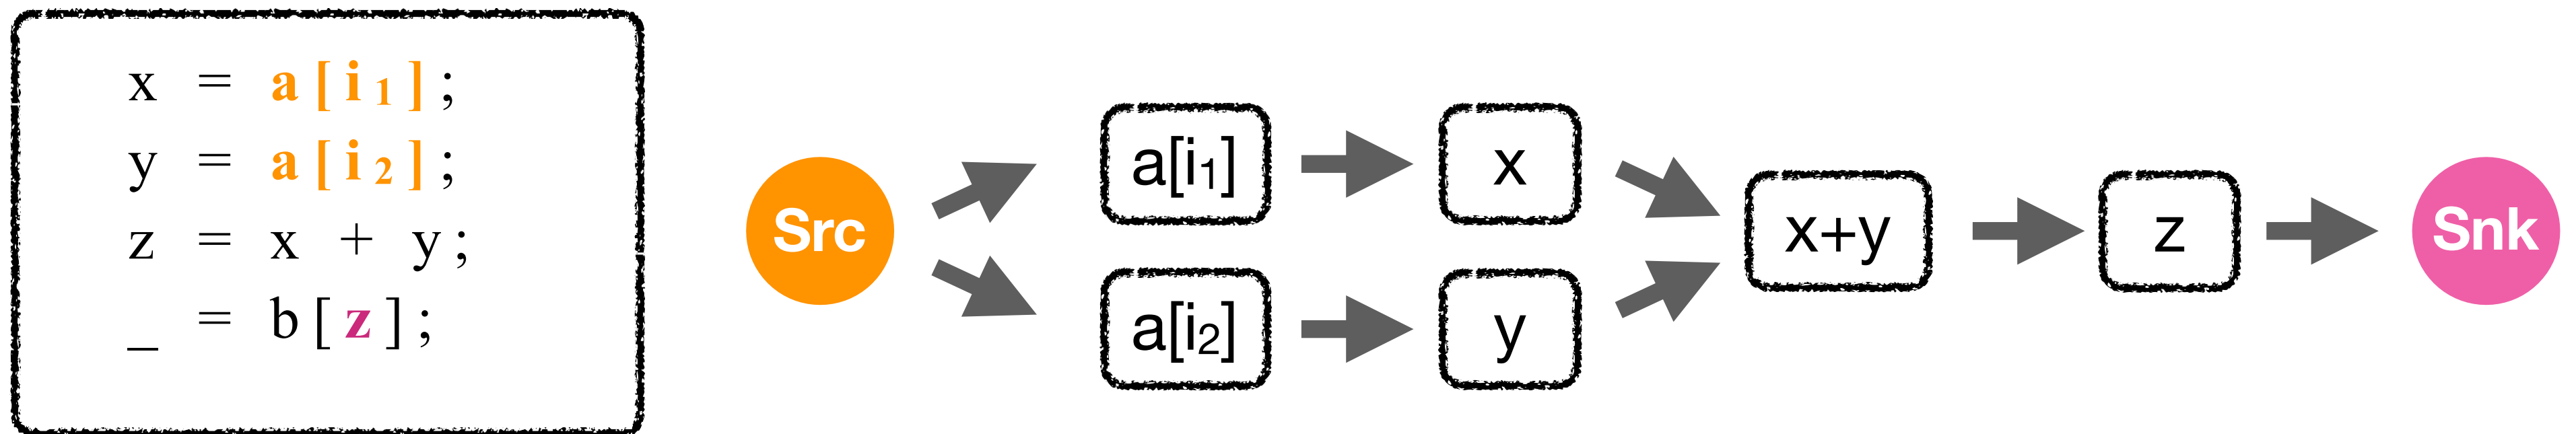 x = a[i₁];
y = a[i₂];
z = x + y;
_ = b[z];
Src
a[i₁]
x
a[i₂]
y
x+y
z
Snk